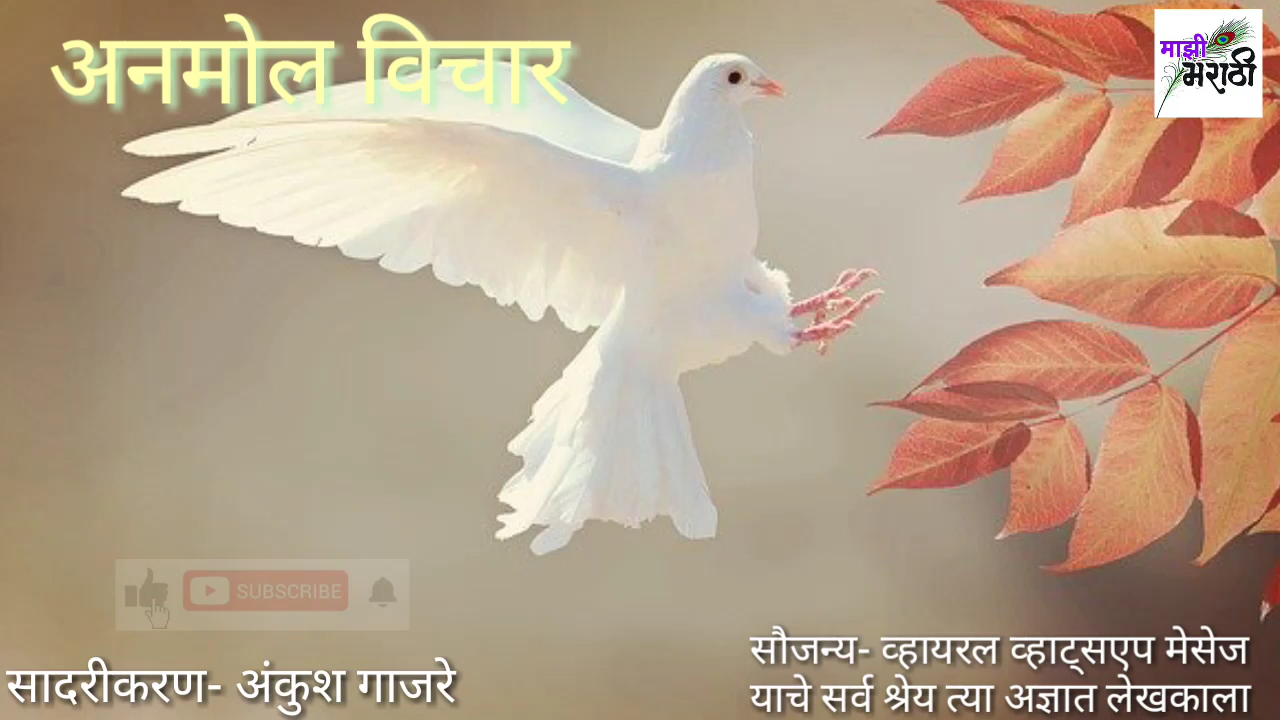 अनमोल विचार
माझी
मराठी
SUBSCRIBE
सादरीकरण- अंकुश गाजरे
सौजन्य- व्हायरल व्हाट्सएप मेसेज
याचे सर्व श्रेय त्या अज्ञात लेखकाला